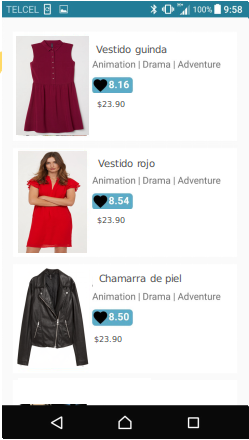 TELCEL 100% 9:58
Vestido guinda
Animation | Drama | Adventure
8.16
$23.90
Vestido rojo
Animation | Drama | Adventure
8.54
$23.90
Chamarra de piel
Animation | Drama | Adventure
8.50
$23.90